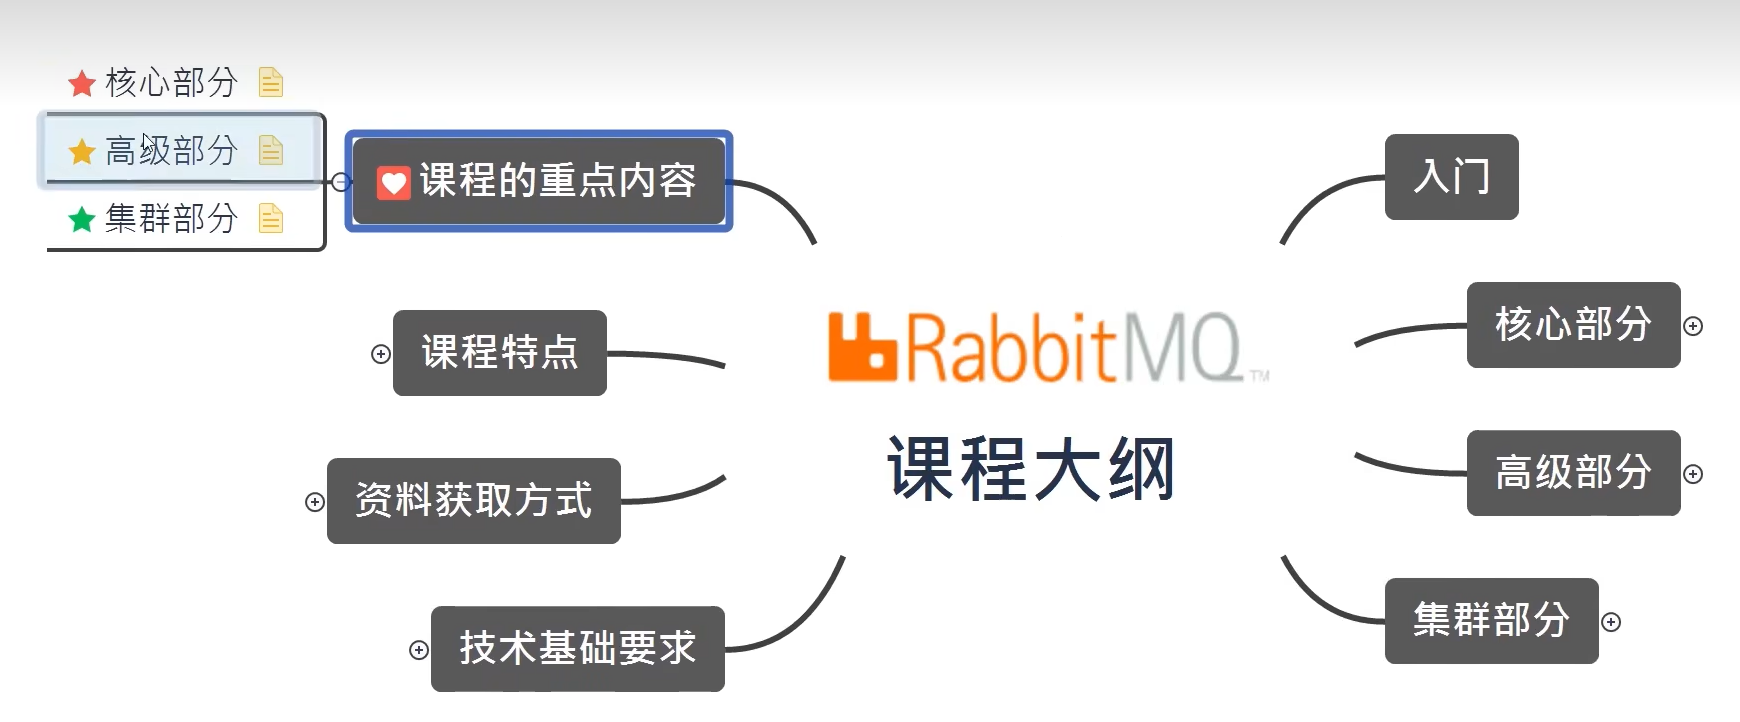 核心部分
高级部分
集群部分
课程的重点内容
课程特点
资料获取方式
技术基础要求
RabbitMQ™
课程大纲
入门
核心部分
高级部分
集群部分